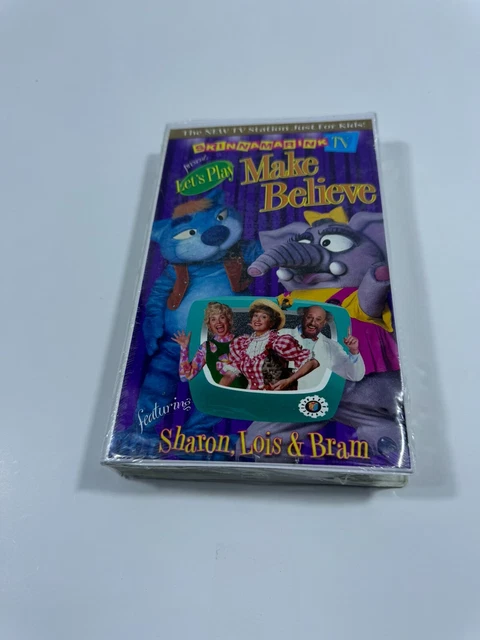 The NEW TV Station Just For Kids!
SKINNAMARINK TV
presents
Let's Play
Make
Believe
featuring
Sharon, Lois & Bram